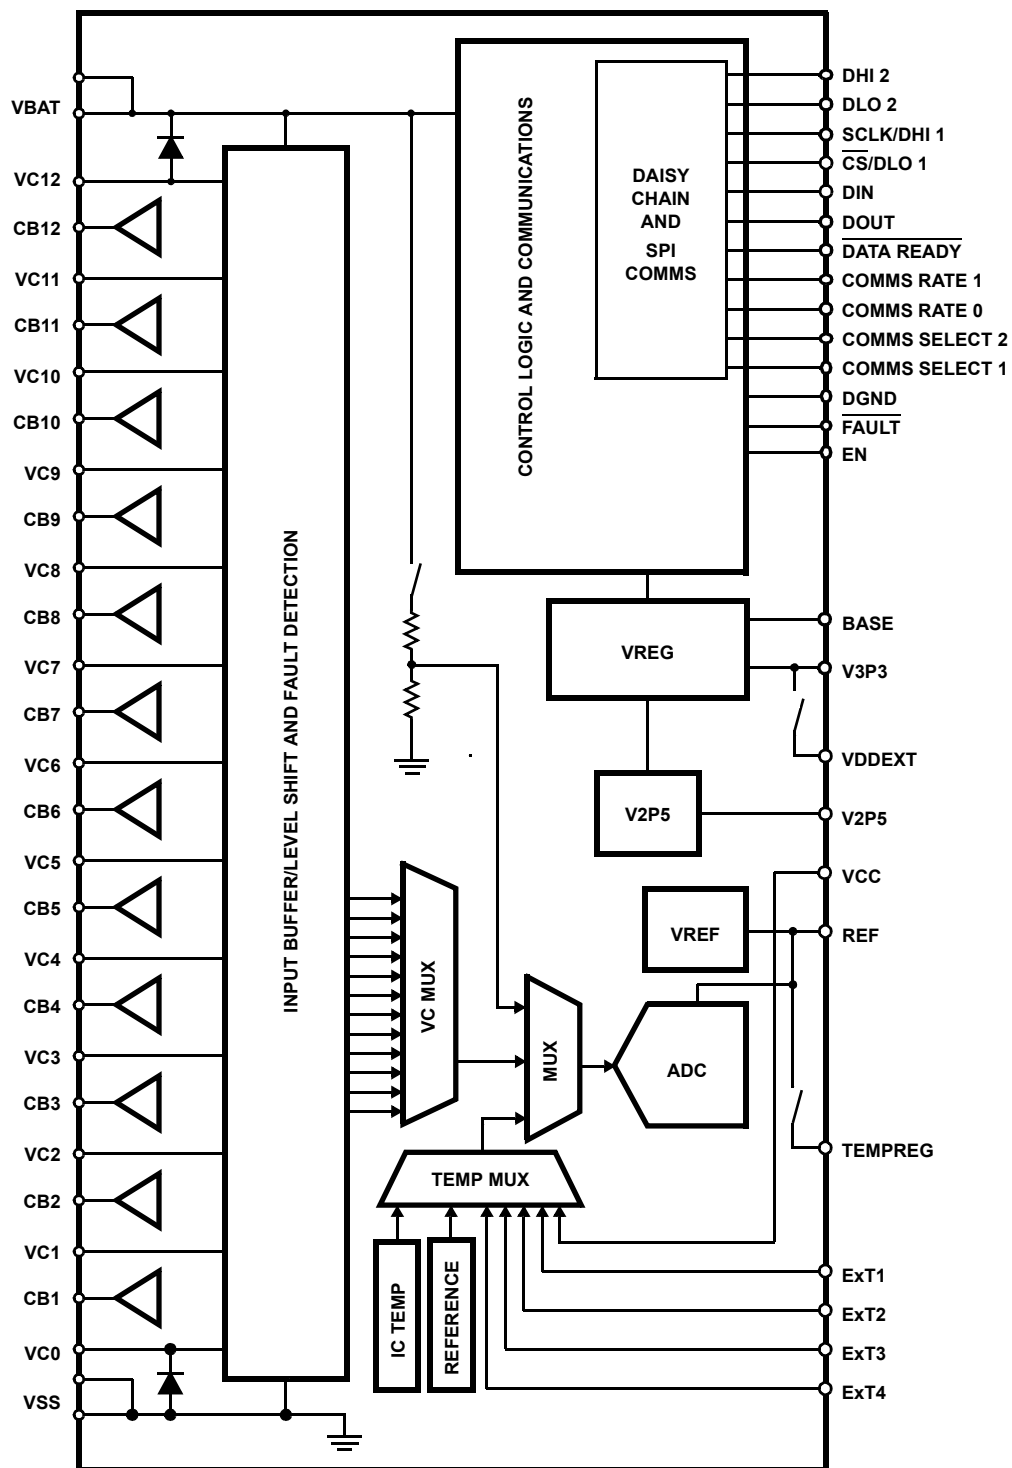 VBAT
VC12
CB12
VC11
CB11
VC10
CB10
VC9
CB9
VC8
CB8
VC7
CB7
VC6
CB6
VC5
CB5
VC4
CB4
VC3
CB3
VC2
CB2
VC1
CB1
VC0
VSS
INPUT BUFFER/LEVEL SHIFT AND FAULT DETECTION
CONTROL LOGIC AND COMMUNICATIONS
DAISY
CHAIN
AND
SPI
COMMS
DHI 2
DLO 2
SCLK/DHI 1
CS/DLO 1
DIN
DOUT
DATA READY
COMMS RATE 1
COMMS RATE 0
COMMS SELECT 2
COMMS SELECT 1
DGND
FAULT
EN
VREG
BASE
V3P3
VDDEXT
V2P5
V2P5
VCC
VREF
REF
VC MUX
MUX
ADC
TEMPREG
TEMP MUX
IC TEMP
REFERENCE
ExT1
ExT2
ExT3
ExT4